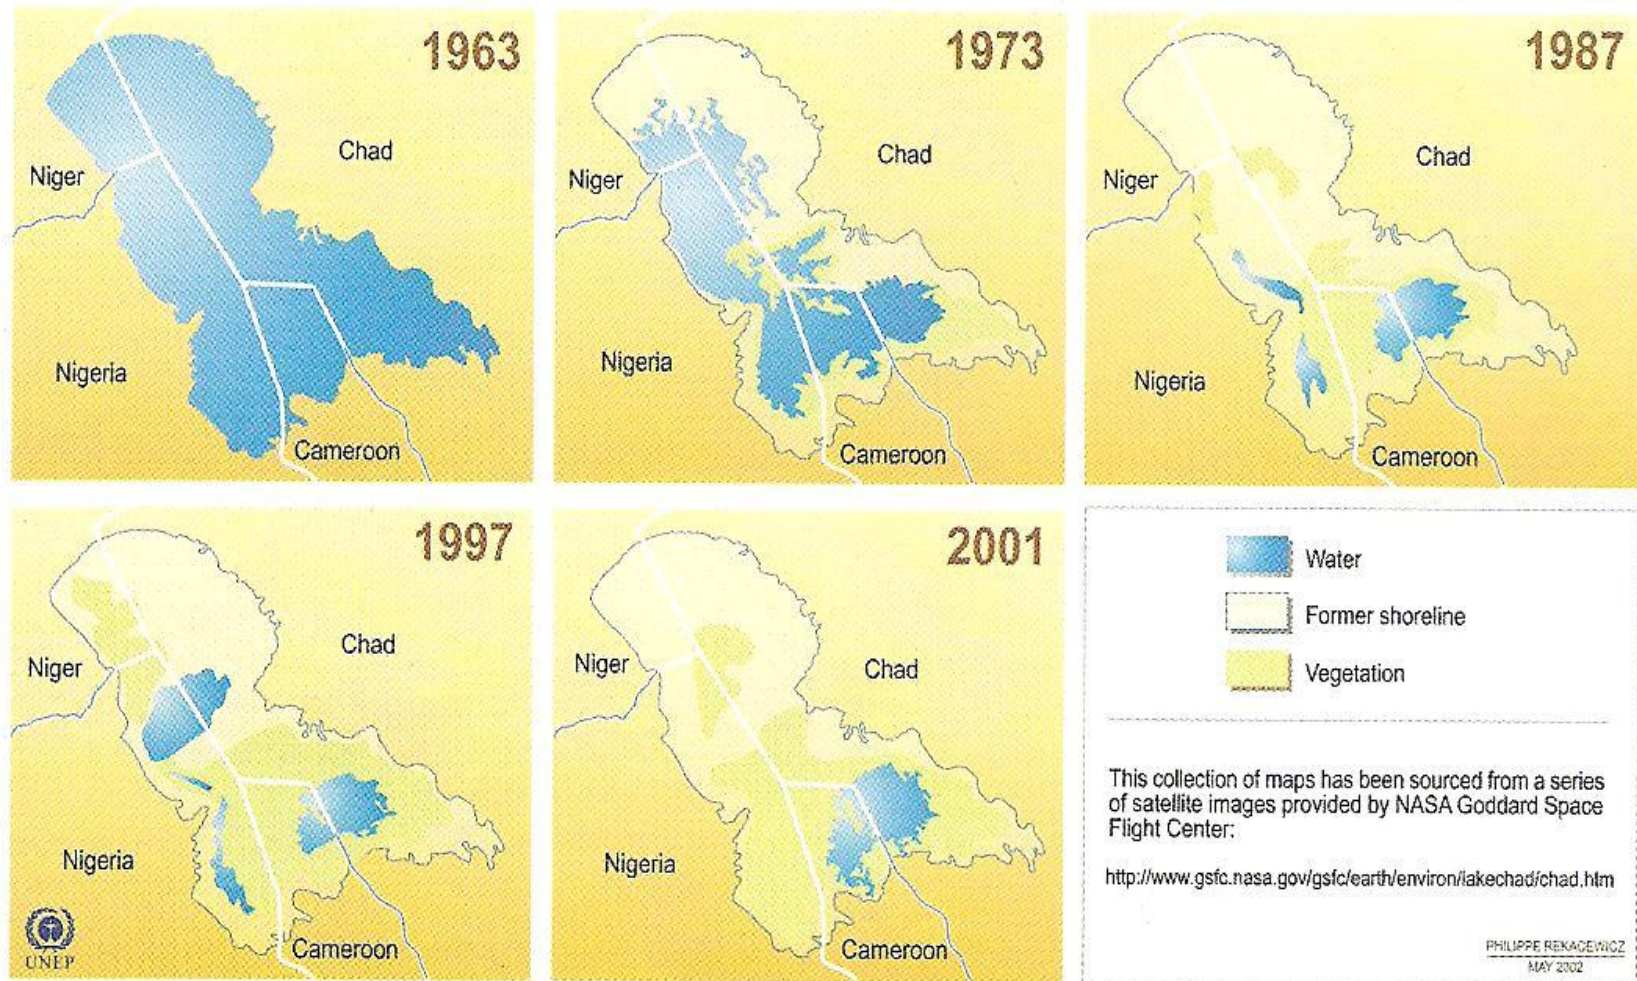 1963
Chad
Niger
Nigeria
Cameroon
1973
Chad
Niger
Nigeria
Cameroon
1987
Chad
Niger
Nigeria
Cameroon
1997
Chad
Niger
Nigeria
Cameroon
UNEP
2001
Chad
Niger
Nigeria
Cameroon
Water
Former shoreline
Vegetation
This collection of maps has been sourced from a series
of satellite images provided by NASA Goddard Space
Flight Center:
http://www.gsfc.nasa.gov/gsfc/earth/environ/lakechad/chad.htm
PHILIPPE REKACEWICZ
MAY 2002